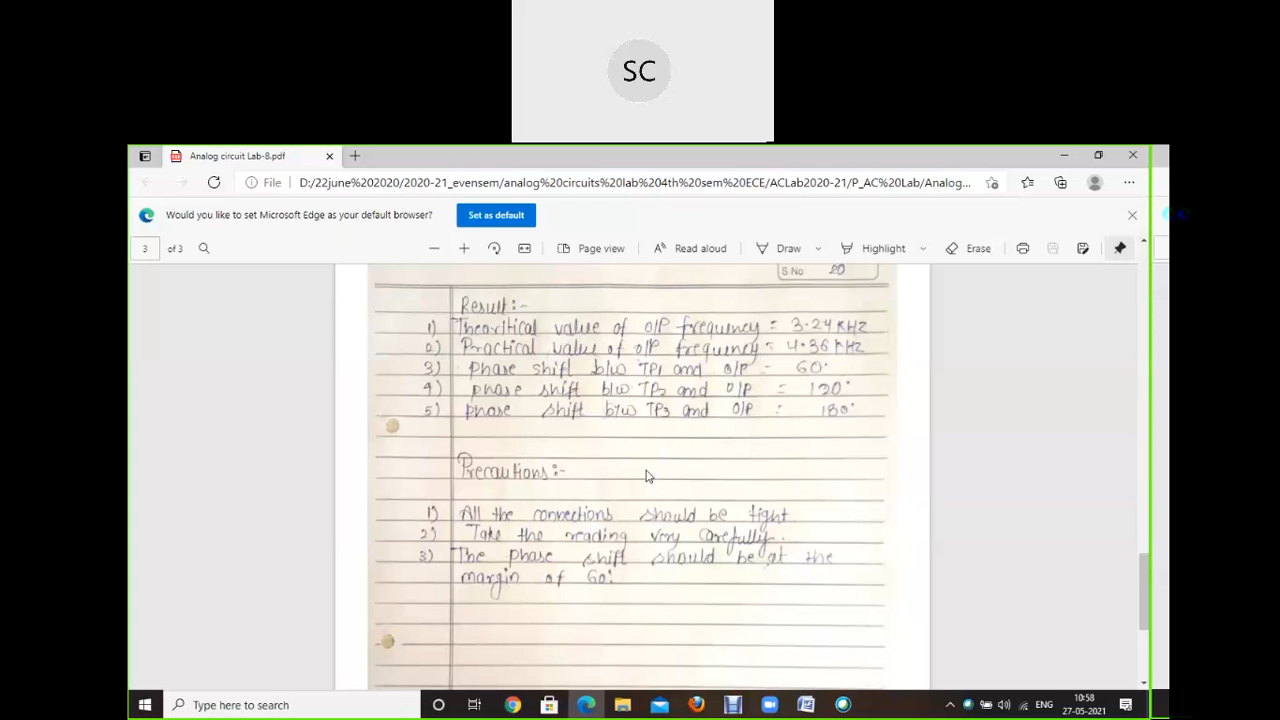 SC
Analog circuit Lab-8.pdf
File D:/22june%202020/2020-21_evensem/analog%20circuits%20lab%204th%20sem%20ECE/ACLab2020-21/P_AC%20Lab/Analog...
Would you like to set Microsoft Edge as your default browser? Set as default
3 of 3 Page view Read aloud Draw Highlight Erase
S.No 20
Result:-
1) Theoritical value of O/P frequency = 3.24 KHz
2) Practical value of O/P frequency = 4.36 KHz
3) phase shift b/w TP1 and O/P = 60°
4) phase shift b/w TP2 and O/P = 120°
5) phase shift b/w TP3 and O/P = 180°
Precautions:-
1) All the connections should be tight
2) Take the reading very carefully.
3) The phase shift should be at the
margin of 60°
Type here to search
ENG
10:58
27-05-2021